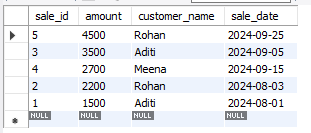 sale_id amount customer_name sale_date
5 4500 Rohan 2024-09-25
3 3500 Aditi 2024-09-05
4 2700 Meena 2024-09-15
2 2200 Rohan 2024-08-03
1 1500 Aditi 2024-08-01
NULL NULL NULL NULL